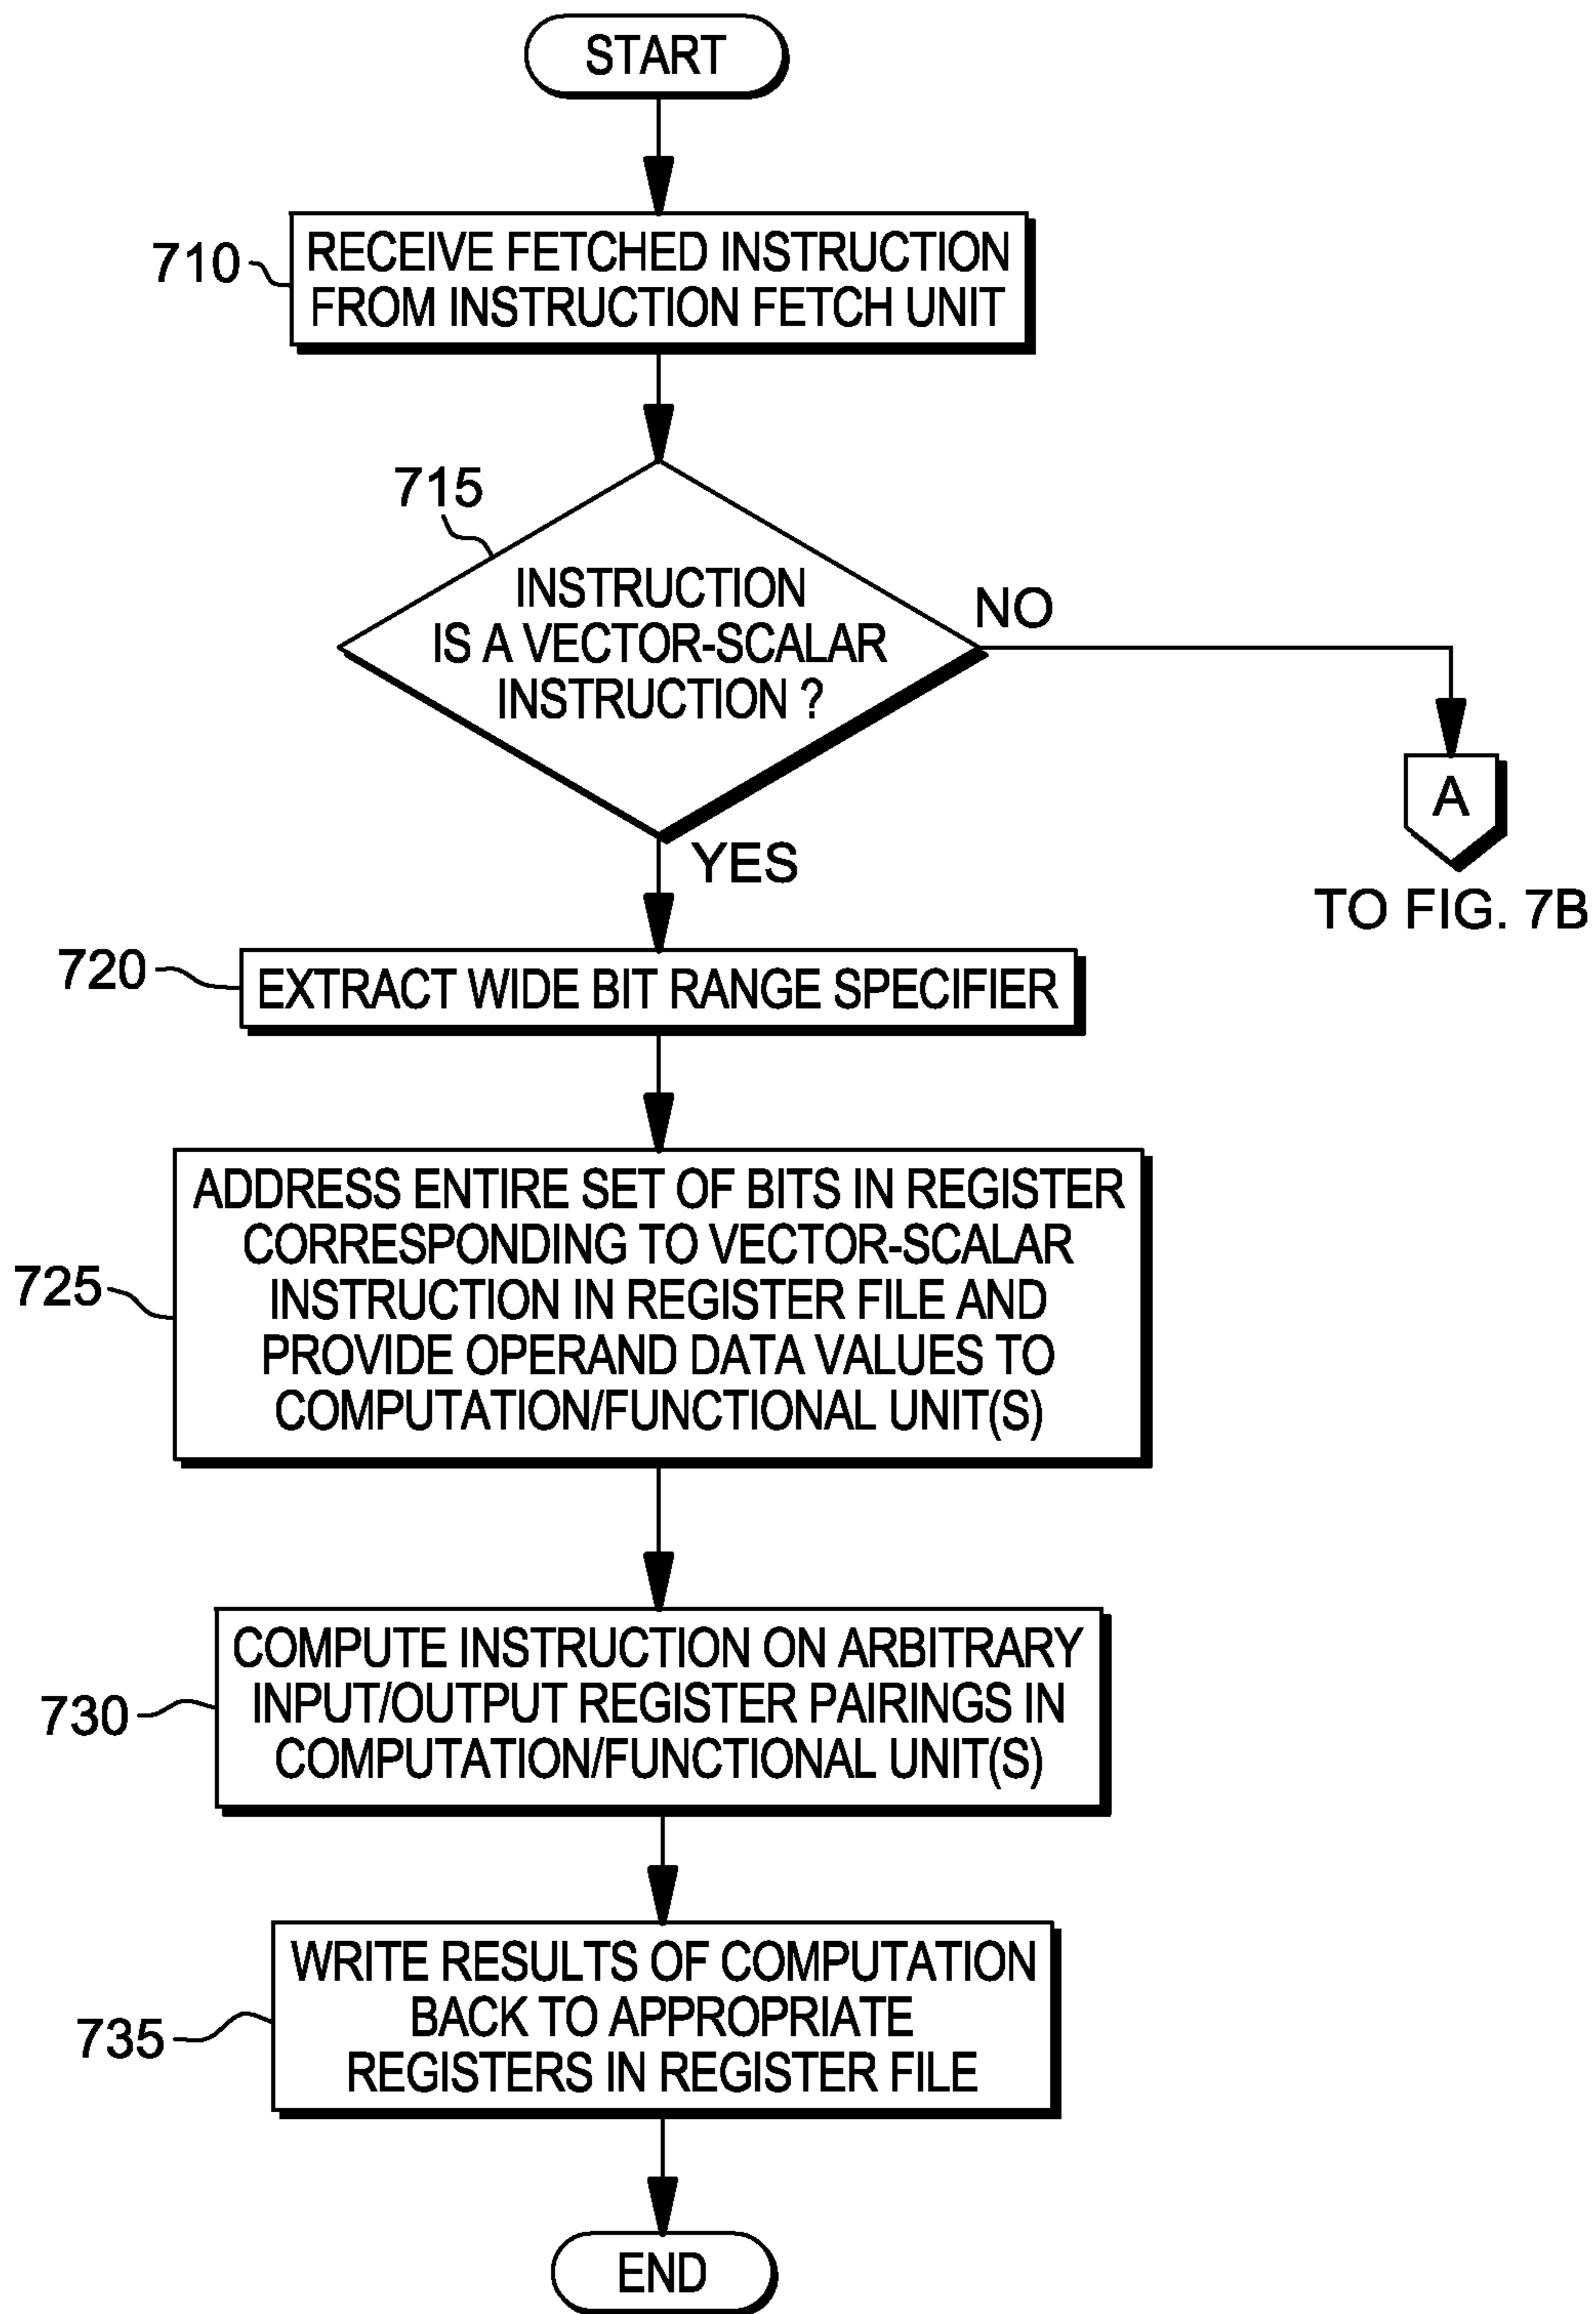 START
710
RECEIVE FETCHED INSTRUCTION
FROM INSTRUCTION FETCH UNIT
715
INSTRUCTION
IS A VECTOR-SCALAR
INSTRUCTION ?
NO
A
TO FIG. 7B
YES
720
EXTRACT WIDE BIT RANGE SPECIFIER
725
ADDRESS ENTIRE SET OF BITS IN REGISTER
CORRESPONDING TO VECTOR-SCALAR
INSTRUCTION IN REGISTER FILE AND
PROVIDE OPERAND DATA VALUES TO
COMPUTATION/FUNCTIONAL UNIT(S)
730
COMPUTE INSTRUCTION ON ARBITRARY
INPUT/OUTPUT REGISTER PAIRINGS IN
COMPUTATION/FUNCTIONAL UNIT(S)
735
WRITE RESULTS OF COMPUTATION
BACK TO APPROPRIATE
REGISTERS IN REGISTER FILE
END